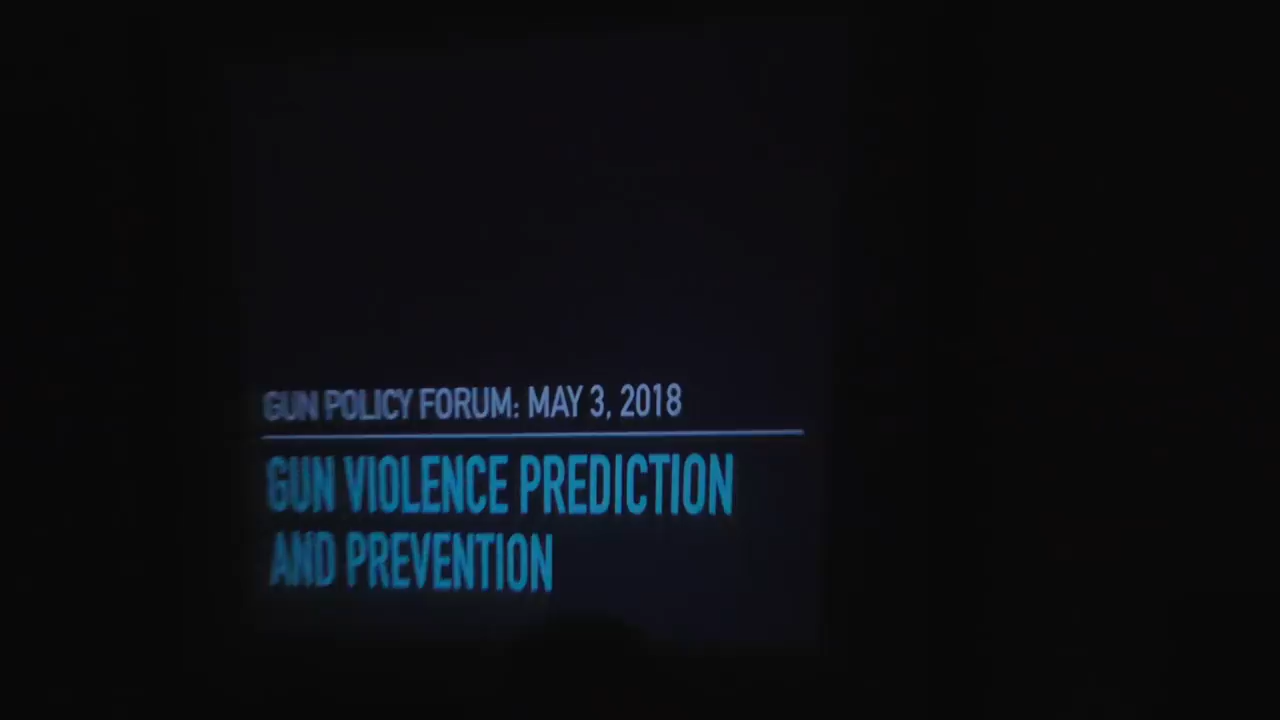 GUN POLICY FORUM: MAY 3, 2018
GUN VIOLENCE PREDICTION
AND PREVENTION